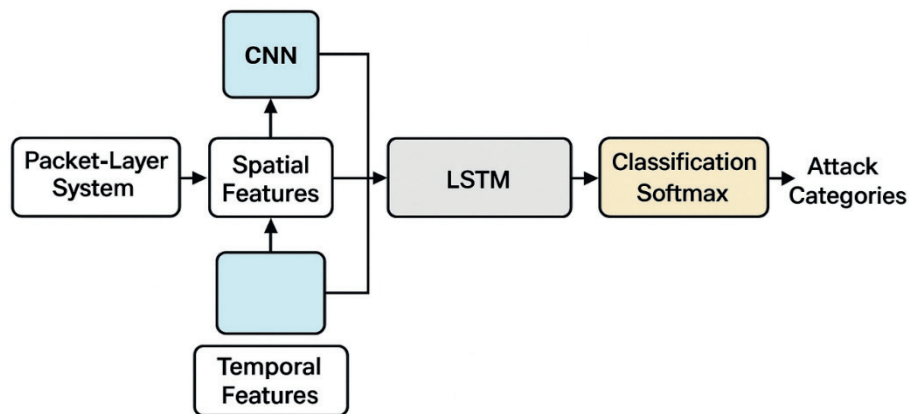 CNN
Packet-Layer
System
Spatial
Features
LSTM
Classification
Softmax
Attack
Categories
Temporal
Features